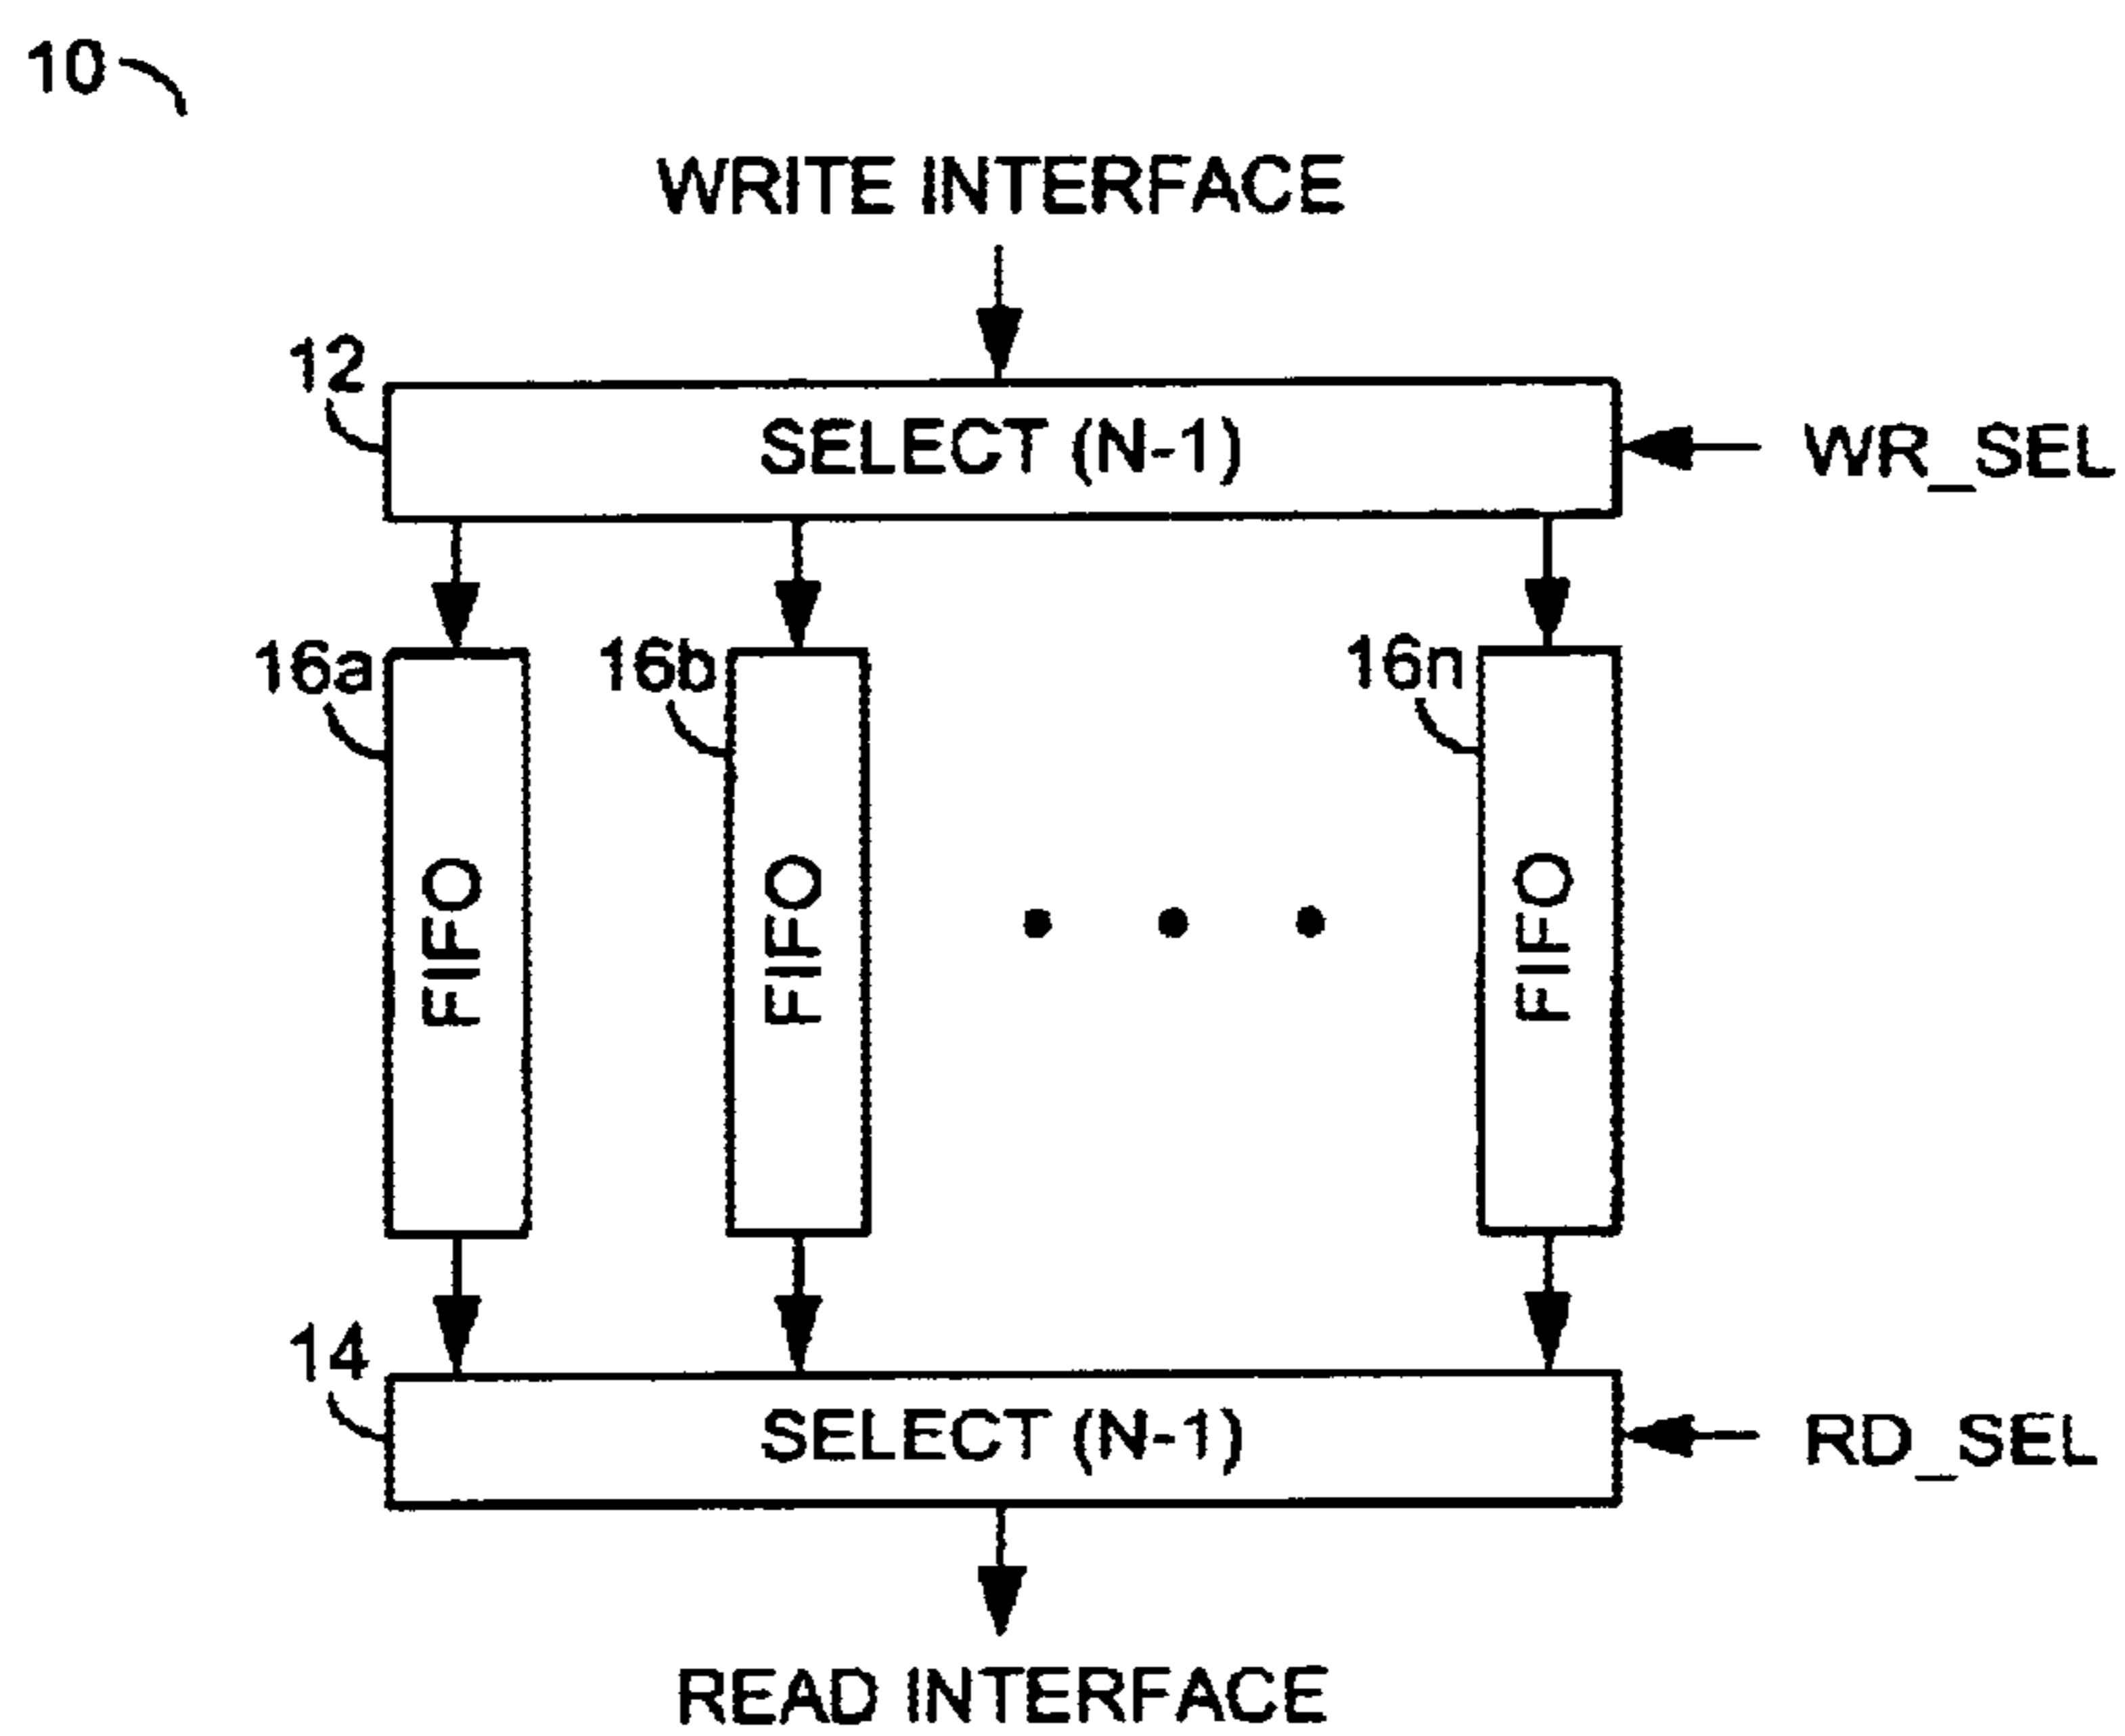 10
WRITE INTERFACE
12
SELECT (N-1)
WR_SEL
16a
16b
16n
FIFO
FIFO
FIFO
14
SELECT (N-1)
RD_SEL
READ INTERFACE